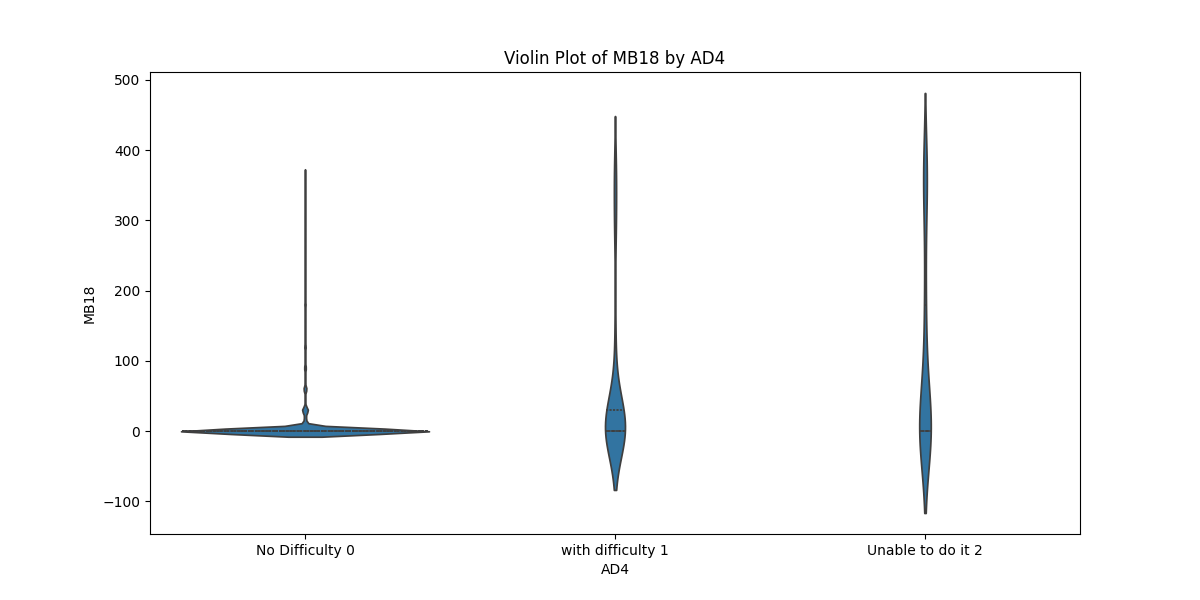 Violin Plot of MB18 by AD4
500
400
300
200
100
0
−100
MB18
No Difficulty 0
with difficulty 1
Unable to do it 2
AD4